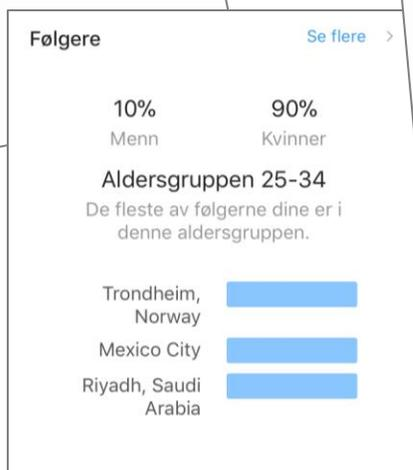 Følgere
Se flere
10%
90%
Menn
Kvinner
Aldersgruppen 25-34
De fleste av følgerne dine er i
denne aldersgruppen.
Trondheim,
Norway
Mexico City
Riyadh, Saudi
Arabia